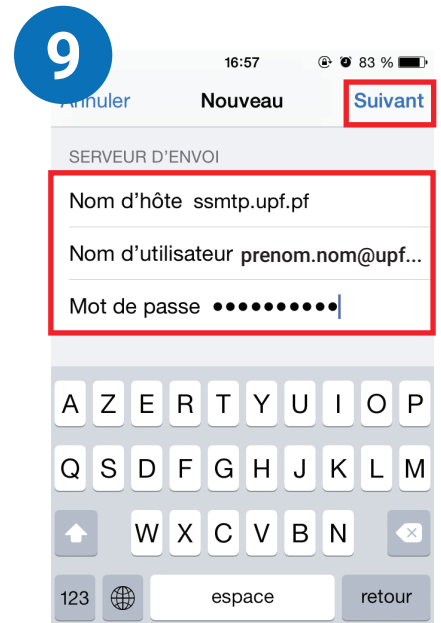 9
16:57 83 %
Annuler Nouveau Suivant
SERVEUR D'ENVOI
Nom d'hôte ssmtp.upf.pf
Nom d'utilisateur prenom.nom@upf...
Mot de passe ●●●●●●●●●●
A Z E R T Y U I O P
Q S D F G H J K L M
W X C V B N
123 espace retour